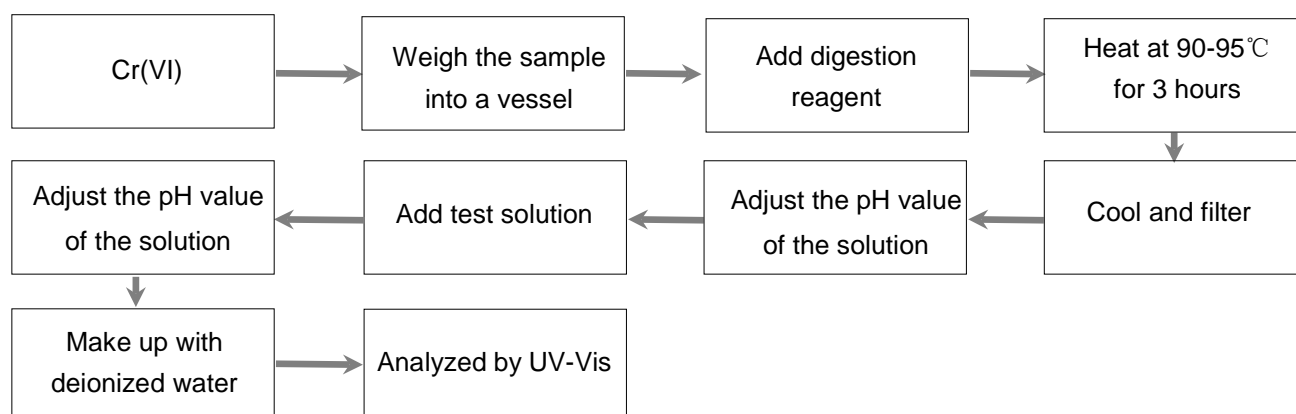 Cr(VI)
Weigh the sample
into a vessel
Add digestion
reagent
Heat at 90-95℃
for 3 hours
Cool and filter
Adjust the pH value
of the solution
Add test solution
Adjust the pH value
of the solution
Make up with
deionized water
Analyzed by UV-Vis